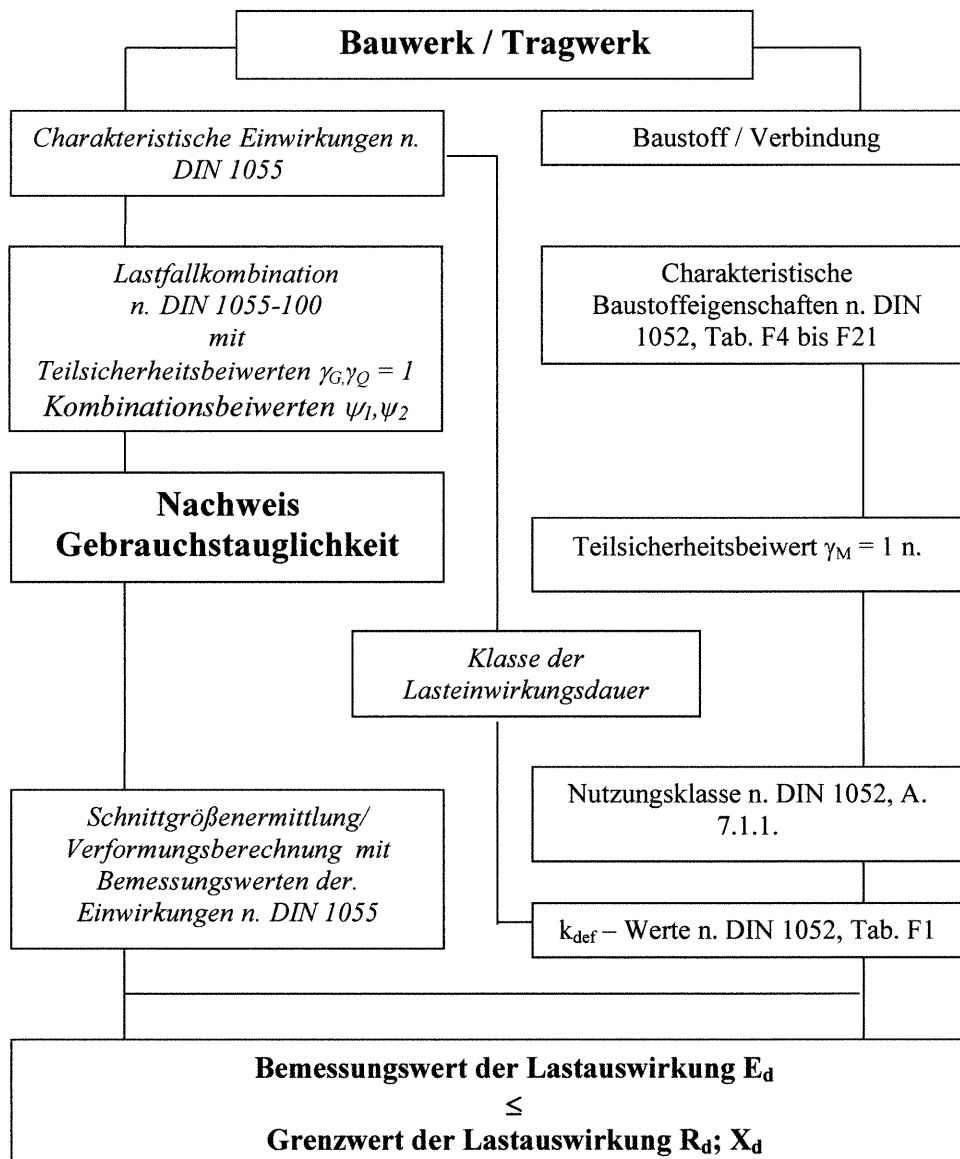 Bauwerk / Tragwerk
Charakteristische Einwirkungen n.
DIN 1055
Baustoff / Verbindung
Lastfallkombination
n. DIN 1055-100
mit
Teilsicherheitsbeiwerten γG,γQ = 1
Kombinationsbeiwerten ψ1,ψ2
Charakteristische
Baustoffeigenschaften n. DIN
1052, Tab. F4 bis F21
Nachweis
Gebrauchstauglichkeit
Teilsicherheitsbeiwert γM = 1 n.
Klasse der
Lasteinwirkungsdauer
Schnittgrößenermittlung/
Verformungsberechnung mit
Bemessungswerten der.
Einwirkungen n. DIN 1055
Nutzungsklasse n. DIN 1052, A.
7.1.1.
kdef – Werte n. DIN 1052, Tab. F1
Bemessungswert der Lastauswirkung Ed
≤
Grenzwert der Lastauswirkung Rd; Xd